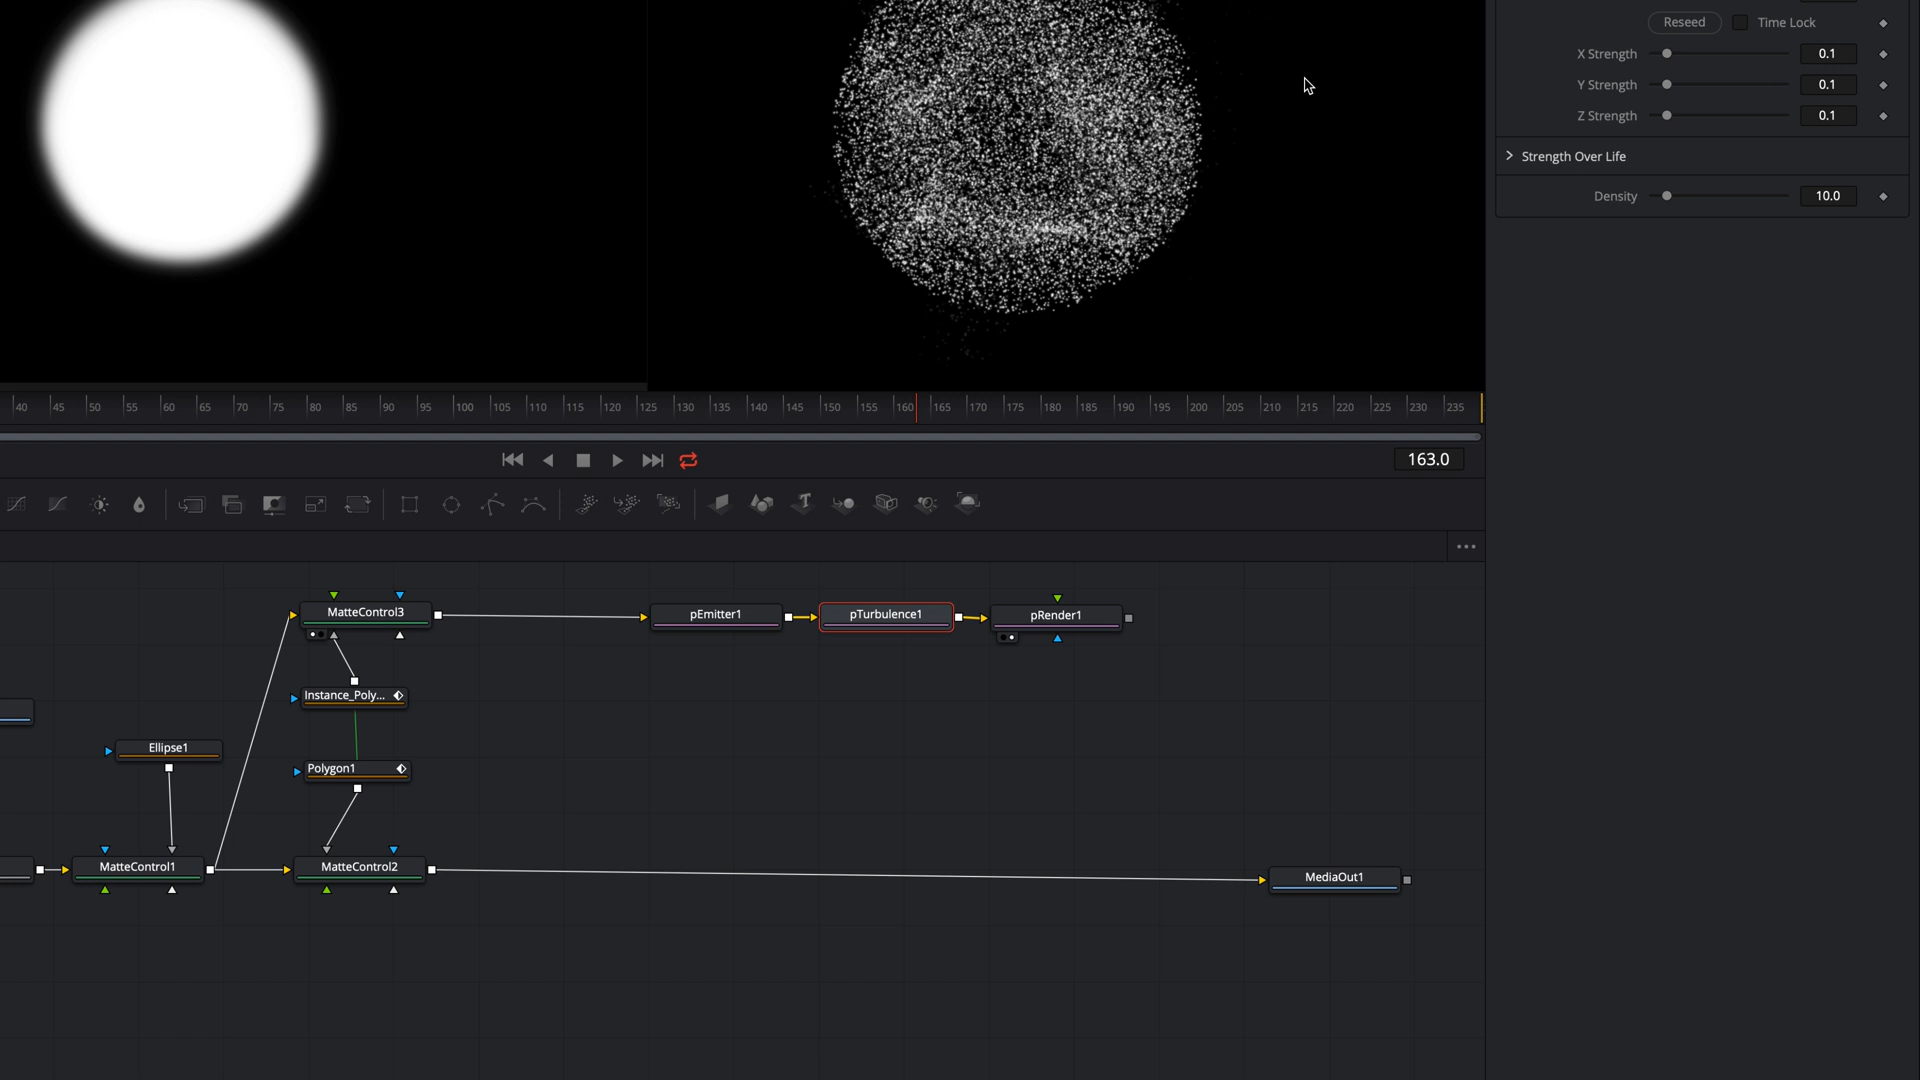 Reseed Time Lock
X Strength 0.1
Y Strength 0.1
Z Strength 0.1
Strength Over Life
Density 10.0
40 45 50 55 60 65 70 75 80 85 90 95 100 105 110 115 120 125 130 135 140 145 150 155 160 165 170 175 180 185 190 195 200 205 210 215 220 225 230 235
163.0
MatteControl3
pEmitter1
pTurbulence1
pRender1
Instance_Poly...
Ellipse1
Polygon1
MatteControl1
MatteControl2
MediaOut1